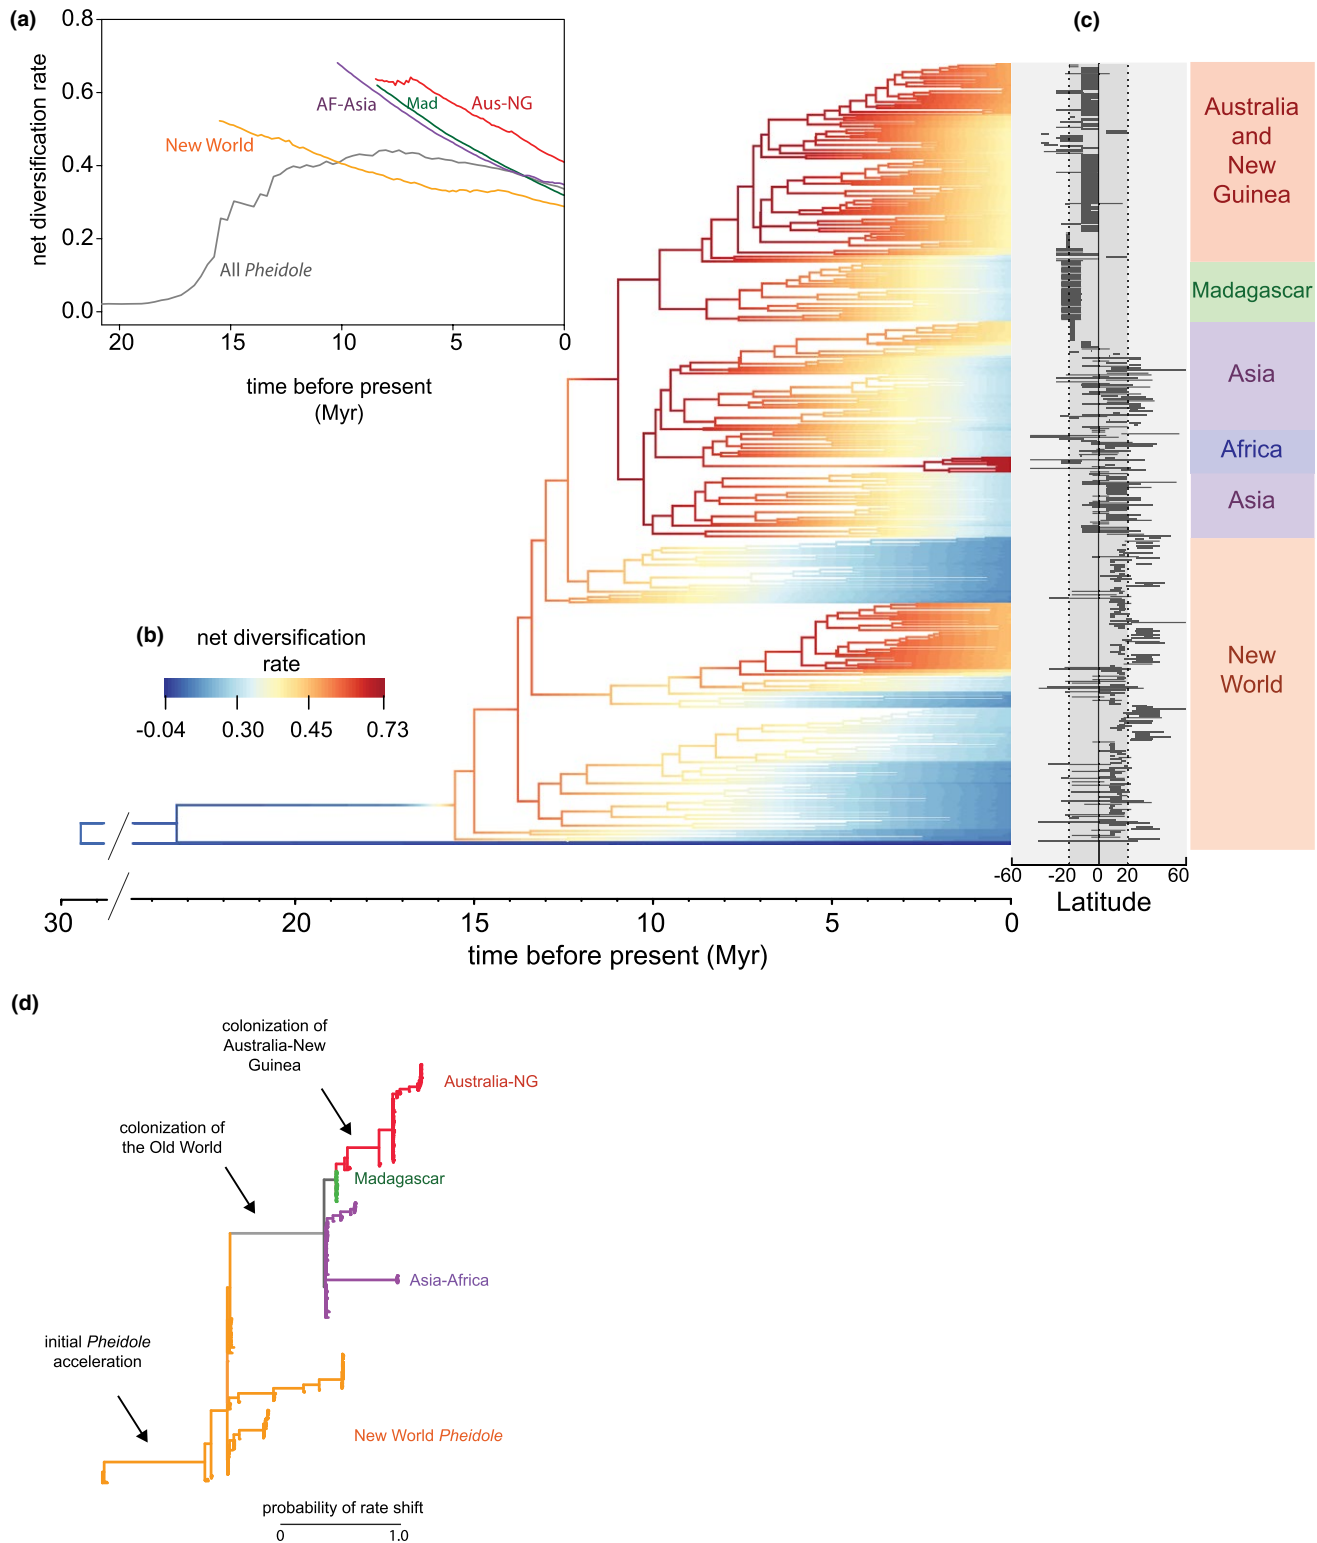 (a)
0.8
0.6
0.4
0.2
0.0
net diversification rate
AF-Asia
Mad
Aus-NG
New World
All Pheidole
20
15
10
5
0
time before present
(Myr)
(b)
net diversification
rate
-0.04
0.30
0.45
0.73
30
20
15
10
5
0
time before present (Myr)
(c)
Australia
and
New
Guinea
Madagascar
Asia
Africa
Asia
New
World
-60
-20
0
20
60
Latitude
(d)
colonization of
Australia-New
Guinea
Australia-NG
colonization of
the Old World
Madagascar
Asia-Africa
initial Pheidole
acceleration
New World Pheidole
probability of rate shift
0
1.0